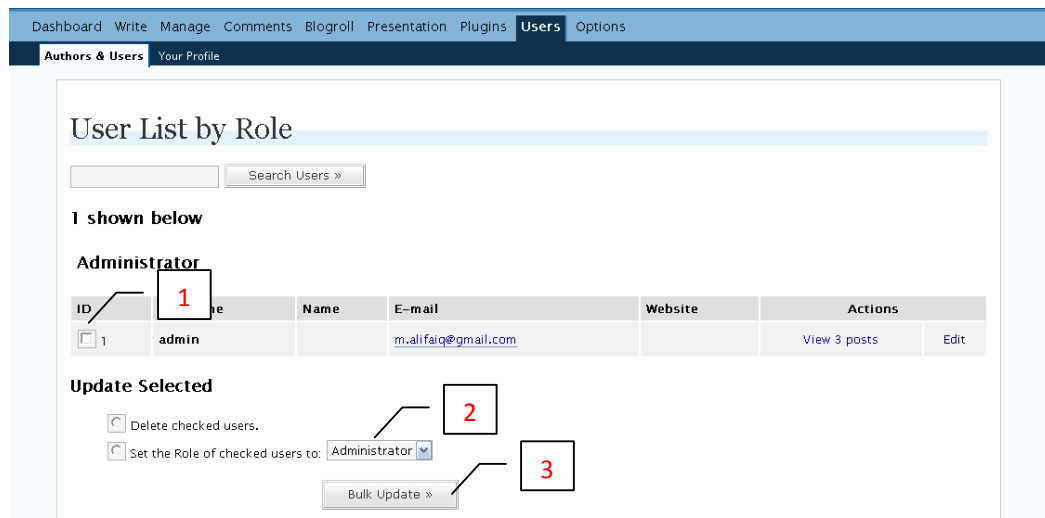 Dashboard Write Manage Comments Blogroll Presentation Plugins Users Options
Authors & Users Your Profile
User List by Role
Search Users »
1 shown below
Administrator
1
ID Name E-mail Website Actions
1 admin m.alifaiq@gmail.com View 3 posts Edit
Update Selected
2
Delete checked users.
Set the Role of checked users to: Administrator
3
Bulk Update »